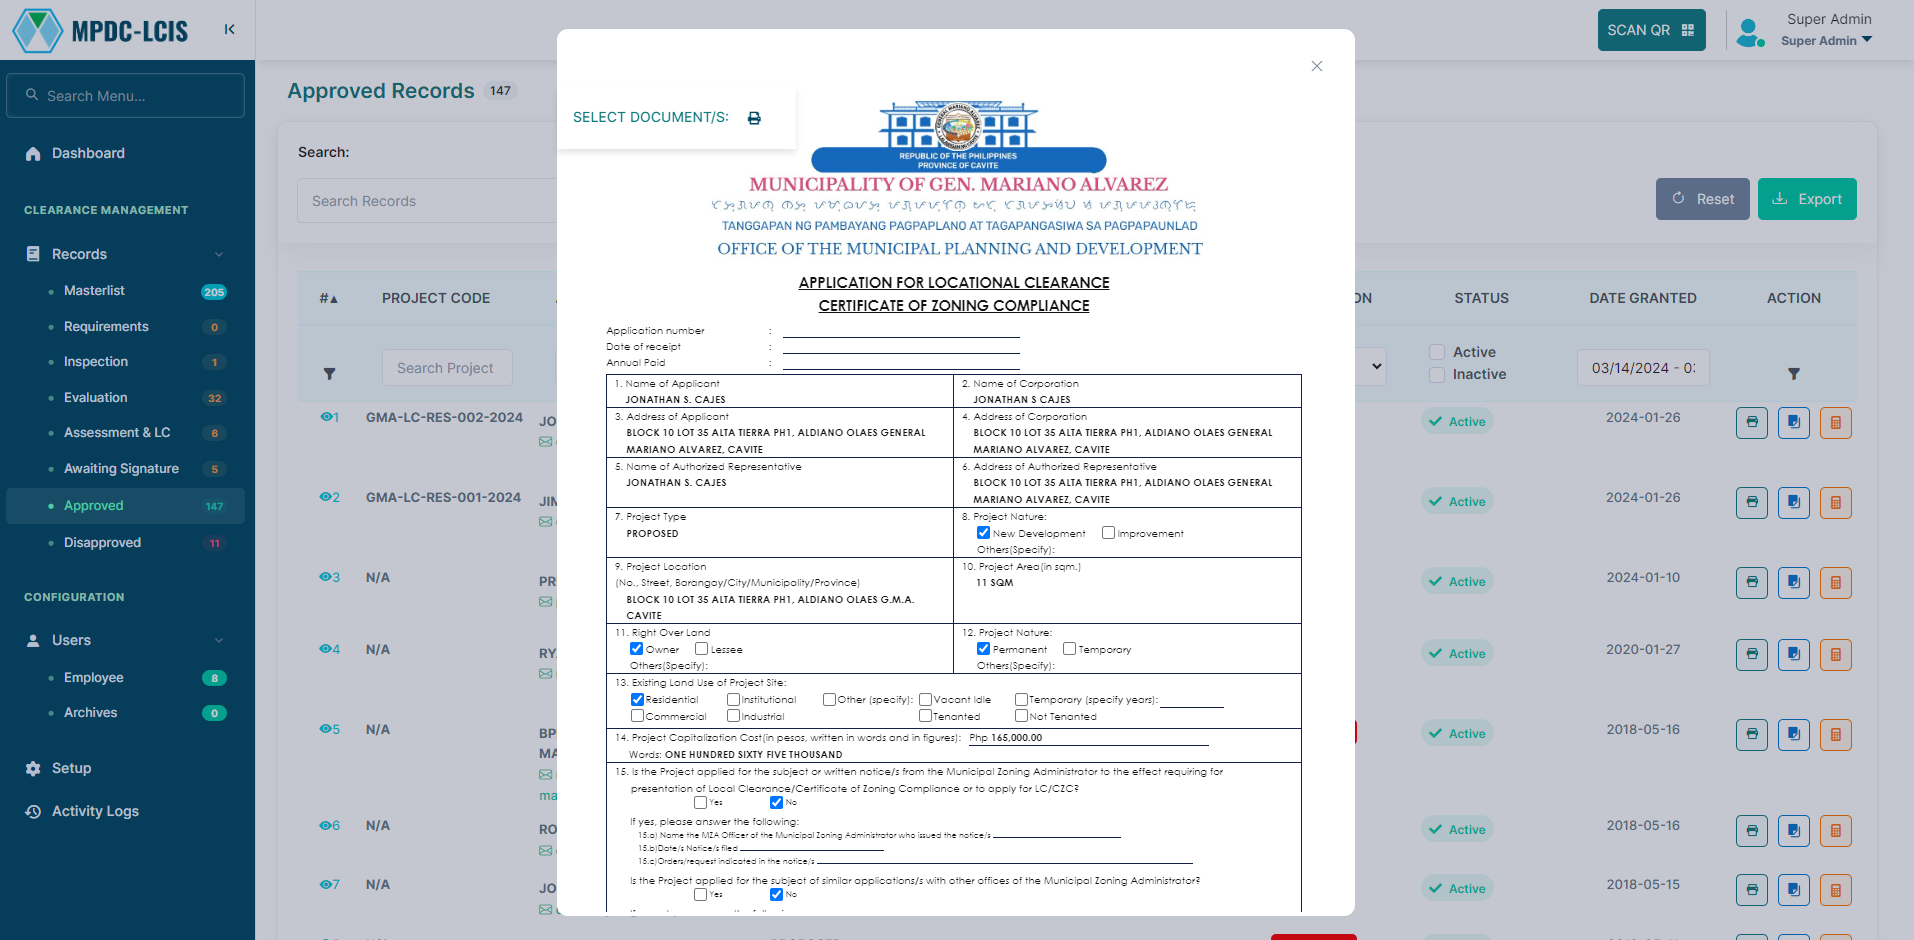 MPDC-LCIS
SCAN QR
Super Admin
Super Admin
Search Menu...
Dashboard
CLEARANCE MANAGEMENT
Records
Masterlist 205
Requirements 0
Inspection 1
Evaluation 32
Assessment & LC 6
Awaiting Signature 5
Approved 147
Disapproved 11
CONFIGURATION
Users
Employee 8
Archives 0
Setup
Activity Logs
Approved Records 147
Search:
Search Records
Reset
Export
SELECT DOCUMENT/S:
REPUBLIC OF THE PHILIPPINES
PROVINCE OF CAVITE
MUNICIPALITY OF GEN. MARIANO ALVAREZ
TANGGAPAN NG PAMBAYANG PAGPAPLANO AT TAGAPANGASIWA SA PAGPAPAUNLAD
OFFICE OF THE MUNICIPAL PLANNING AND DEVELOPMENT
APPLICATION FOR LOCATIONAL CLEARANCE
CERTIFICATE OF ZONING COMPLIANCE
Application number :
Date of receipt :
Annual Paid :
1. Name of Applicant
JONATHAN S. CAJES
2. Name of Corporation
JONATHAN S CAJES
3. Address of Applicant
BLOCK 10 LOT 35 ALTA TIERRA PH1, ALDIANO OLAES GENERAL
MARIANO ALVAREZ, CAVITE
4. Address of Corporation
BLOCK 10 LOT 35 ALTA TIERRA PH1, ALDIANO OLAES GENERAL
MARIANO ALVAREZ, CAVITE
5. Name of Authorized Representative
JONATHAN S. CAJES
6. Address of Authorized Representative
BLOCK 10 LOT 35 ALTA TIERRA PH1, ALDIANO OLAES GENERAL
MARIANO ALVAREZ, CAVITE
7. Project Type
PROPOSED
8. Project Nature:
New Development Improvement
Others(Specify):
9. Project Location
(No., Street, Barangay/City/Municipality/Province)
BLOCK 10 LOT 35 ALTA TIERRA PH1, ALDIANO OLAES G.M.A.
CAVITE
10. Project Area(in sqm.)
11 SQM
11. Right Over Land
Owner Lessee
Others(Specify):
12. Project Nature:
Permanent Temporary
Others(Specify):
13. Existing Land Use of Project Site:
Residential Institutional Other (specify): Vacant Idle Temporary (specify years):
Commercial Industrial Tenanted Not Tenanted
14. Project Capitalization Cost(in pesos, written in words and in figures): Php 165,000.00
Words: ONE HUNDRED SIXTY FIVE THOUSAND
15. Is the Project applied for the subject or written notice/s from the Municipal Zoning Administrator to the effect requiring for
presentation of Local Clearance/Certificate of Zoning Compliance or to apply for LC/CZC?
Yes No
If yes, please answer the following:
15.a) Name the MZA Officer of the Municipal Zoning Administrator who issued the notice/s
15.b)Date/s Notice/s filed
15.c)Orders/request indicated in the notice/s
Is the Project applied for the subject of similar applications/s with other offices of the Municipal Zoning Administrator?
Yes No
# PROJECT CODE
ON STATUS DATE GRANTED ACTION
Search Project
Active
Inactive
03/14/2024 - 0
1 GMA-LC-RES-002-2024 JO Active 2024-01-26
2 GMA-LC-RES-001-2024 JIM Active 2024-01-26
3 N/A PR Active 2024-01-10
4 N/A RY Active 2020-01-27
5 N/A BP Active 2018-05-16
MA
ma
6 N/A RO Active 2018-05-16
7 N/A JO Active 2018-05-15